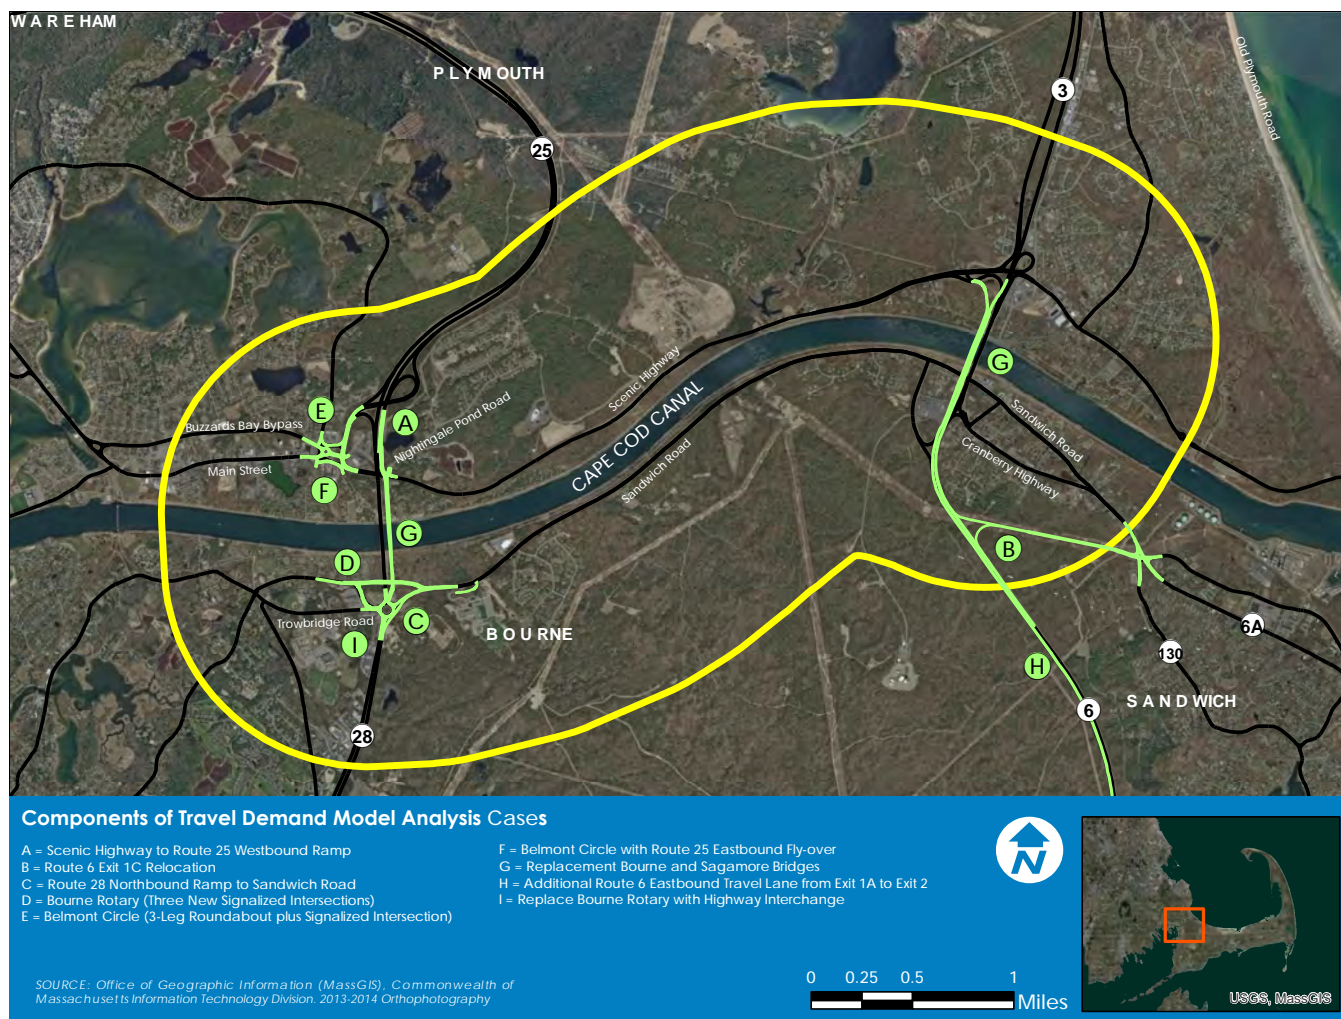 WAREHAM
PLYMOUTH
Old Plymouth Road
3
25
G
Scenic Highway
CAPE COD CANAL
Sandwich Road
Sandwich Road
Cranberry Highway
E
A
Buzzards Bay Bypass
Nightingale Pond Road
Main Street
F
G
D
B
C
Trowbridge Road
I
BOURNE
6A
130
H
SANDWICH
6
28
Components of Travel Demand Model Analysis Cases
A = Scenic Highway to Route 25 Westbound Ramp
B = Route 6 Exit 1C Relocation
C = Route 28 Northbound Ramp to Sandwich Road
D = Bourne Rotary (Three New Signalized Intersections)
E = Belmont Circle (3-Leg Roundabout plus Signalized Intersection)
F = Belmont Circle with Route 25 Eastbound Fly-over
G = Replacement Bourne and Sagamore Bridges
H = Additional Route 6 Eastbound Travel Lane from Exit 1A to Exit 2
I = Replace Bourne Rotary with Highway Interchange
N
SOURCE: Office of Geographic Information (MassGIS), Commonwealth of
Massachusetts Information Technology Division. 2013-2014 Orthophotography
0 0.25 0.5 1
Miles
USGS, MassGIS